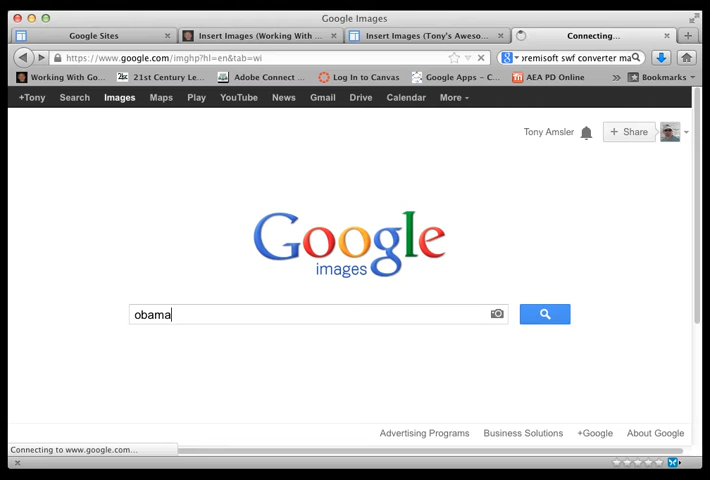 Google Images
Google Sites
Insert Images (Working With ...
Insert Images (Tony's Aweso...
Connecting...
https://www.google.com/imghp?hl=en&tab=wi
remisoft swf converter ma
Working With Go...
21st Century Le...
Adobe Connect ...
Log In to Canvas
Google Apps - C...
AEA PD Online
Bookmarks
+Tony Search Images Maps Play YouTube News Gmail Drive Calendar More
Tony Amsler
+ Share
Google
images
obama
Advertising Programs Business Solutions +Google About Google
Connecting to www.google.com...